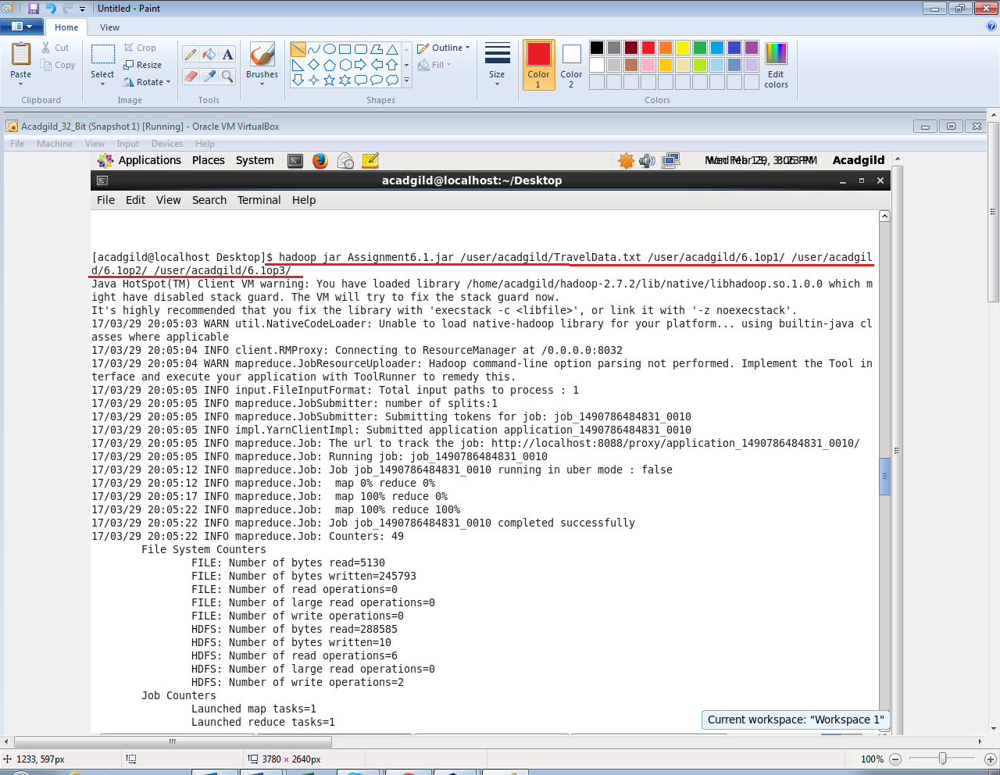 Untitled - Paint
Home View
Paste Cut Copy Clipboard
Select Crop Resize Rotate Image
Tools
Brushes
Outline Fill Shapes
Size
Color 1 Color 2 Edit colors Colors
Acadgild_32_Bit (Snapshot 1) [Running] - Oracle VM VirtualBox
File Machine View Input Devices Help
Applications Places System Acadgild
acadgild@localhost:~/Desktop
File Edit View Search Terminal Help
[acadgild@localhost Desktop]$ hadoop jar Assignment6.1.jar /user/acadgild/TravelData.txt /user/acadgild/6.1op1/ /user/acadgil
d/6.1op2/ /user/acadgild/6.1op3/
Java HotSpot(TM) Client VM warning: You have loaded library /home/acadgild/hadoop-2.7.2/lib/native/libhadoop.so.1.0.0 which m
ight have disabled stack guard. The VM will try to fix the stack guard now.
It's highly recommended that you fix the library with 'execstack -c <libfile>', or link it with '-z noexecstack'.
17/03/29 20:05:03 WARN util.NativeCodeLoader: Unable to load native-hadoop library for your platform... using builtin-java cl
asses where applicable
17/03/29 20:05:04 INFO client.RMProxy: Connecting to ResourceManager at /0.0.0.0:8032
17/03/29 20:05:04 WARN mapreduce.JobResourceUploader: Hadoop command-line option parsing not performed. Implement the Tool in
terface and execute your application with ToolRunner to remedy this.
17/03/29 20:05:05 INFO input.FileInputFormat: Total input paths to process : 1
17/03/29 20:05:05 INFO mapreduce.JobSubmitter: number of splits:1
17/03/29 20:05:05 INFO mapreduce.JobSubmitter: Submitting tokens for job: job_1490786484831_0010
17/03/29 20:05:05 INFO impl.YarnClientImpl: Submitted application application_1490786484831_0010
17/03/29 20:05:05 INFO mapreduce.Job: The url to track the job: http://localhost:8088/proxy/application_1490786484831_0010/
17/03/29 20:05:05 INFO mapreduce.Job: Running job: job_1490786484831_0010
17/03/29 20:05:12 INFO mapreduce.Job: Job job_1490786484831_0010 running in uber mode : false
17/03/29 20:05:12 INFO mapreduce.Job:  map 0% reduce 0%
17/03/29 20:05:17 INFO mapreduce.Job:  map 100% reduce 0%
17/03/29 20:05:22 INFO mapreduce.Job:  map 100% reduce 100%
17/03/29 20:05:22 INFO mapreduce.Job: Job job_1490786484831_0010 completed successfully
17/03/29 20:05:22 INFO mapreduce.Job: Counters: 49
File System Counters
FILE: Number of bytes read=5130
FILE: Number of bytes written=245793
FILE: Number of read operations=0
FILE: Number of large read operations=0
FILE: Number of write operations=0
HDFS: Number of bytes read=288585
HDFS: Number of bytes written=10
HDFS: Number of read operations=6
HDFS: Number of large read operations=0
HDFS: Number of write operations=2
Job Counters
Launched map tasks=1
Launched reduce tasks=1
Current workspace: "Workspace 1"
1233, 597px 3780 × 2640px 100%